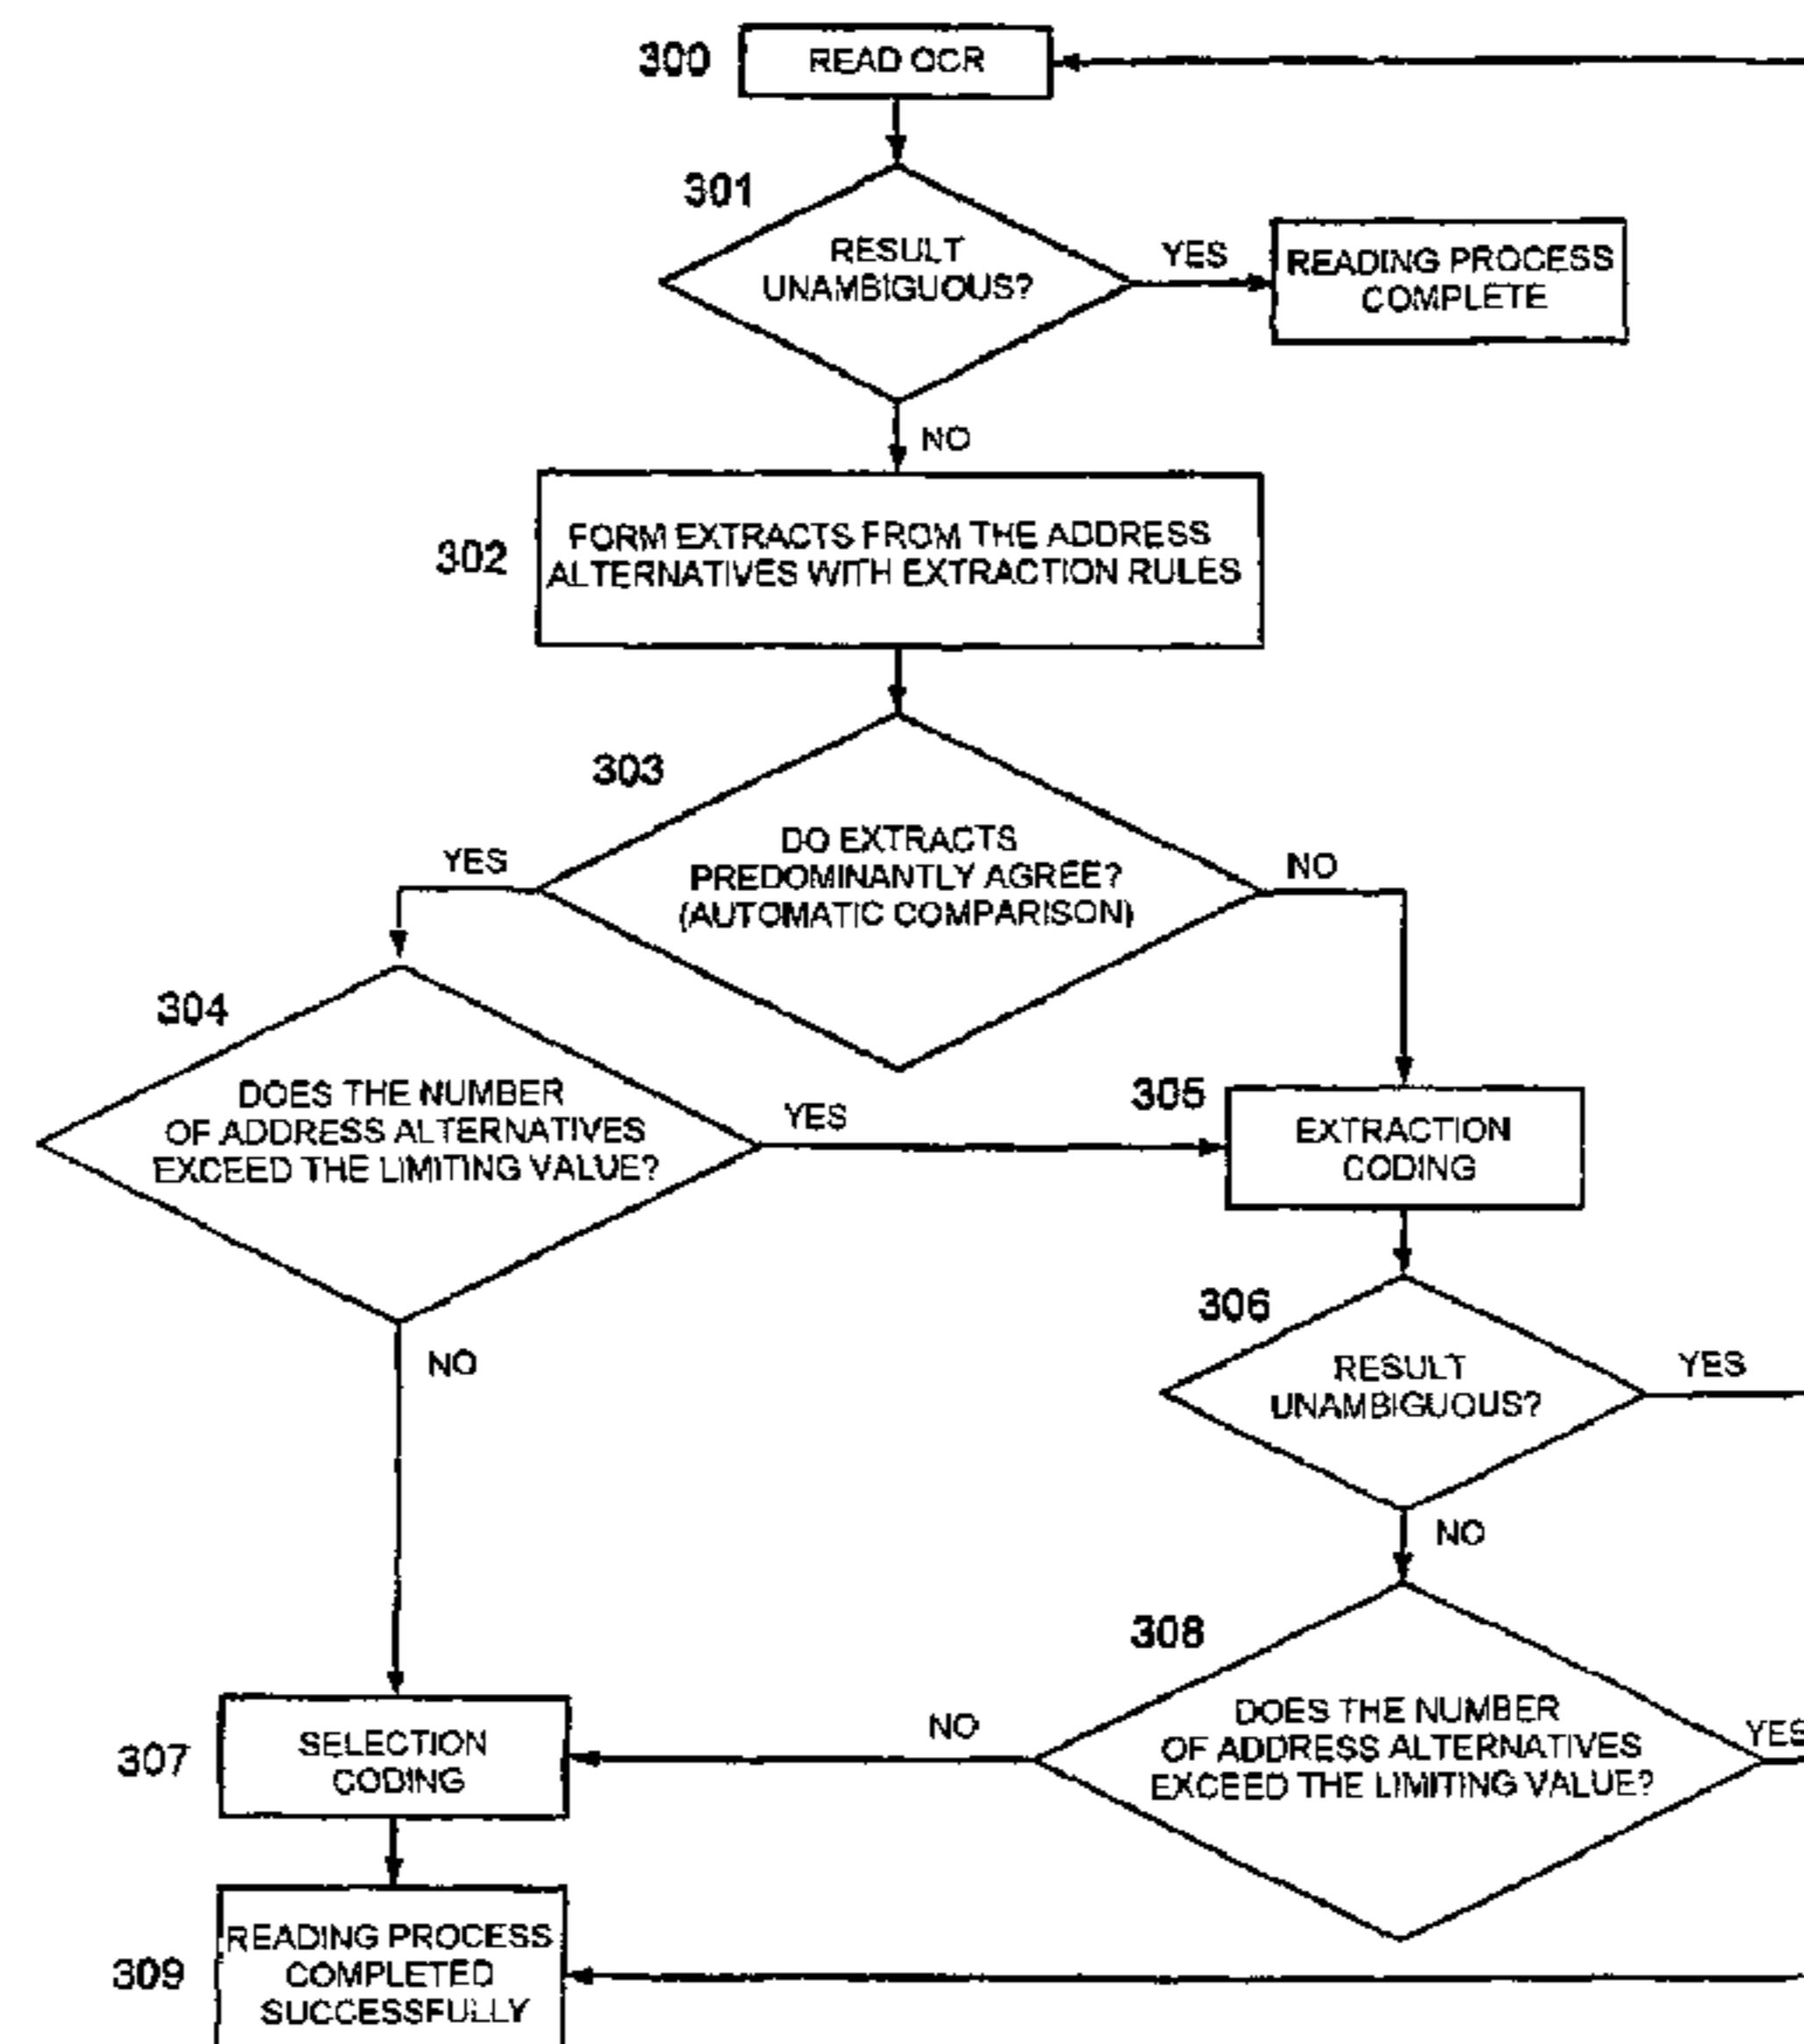 300
READ OCR
301
RESULT
UNAMBIGUOUS?
YES
READING PROCESS
COMPLETE
NO
302
FORM EXTRACTS FROM THE ADDRESS
ALTERNATIVES WITH EXTRACTION RULES
303
DO EXTRACTS
PREDOMINANTLY AGREE?
(AUTOMATIC COMPARISON)
YES
NO
304
DOES THE NUMBER
OF ADDRESS ALTERNATIVES
EXCEED THE LIMITING VALUE?
YES
305
EXTRACTION
CODING
NO
306
RESULT
UNAMBIGUOUS?
YES
NO
308
DOES THE NUMBER
OF ADDRESS ALTERNATIVES
EXCEED THE LIMITING VALUE?
YES
NO
307
SELECTION
CODING
309
READING PROCESS
COMPLETED
SUCCESSFULLY